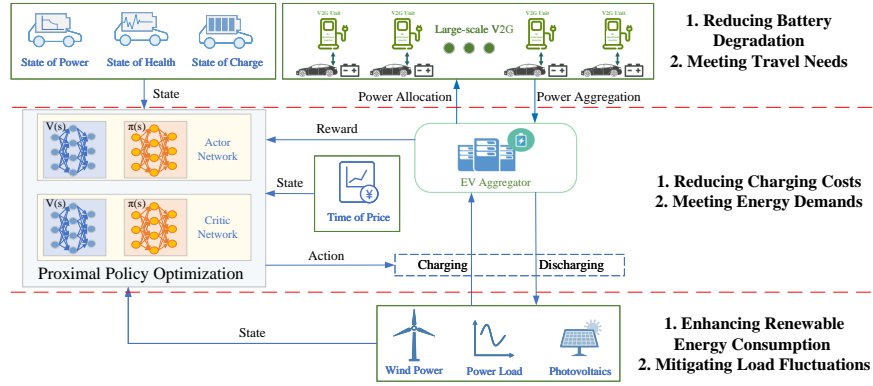 V2G Unit
V2G Unit
V2G Unit
V2G Unit
Large-scale V2G
State of Power
State of Health
State of Charge
1. Reducing Battery
Degradation
2. Meeting Travel Needs
State
Power Allocation
Power Aggregation
V(s)
π(s)
Actor
Network
Reward
EV Aggregator
State
Time of Price
¥
1. Reducing Charging Costs
2. Meeting Energy Demands
V(s)
π(s)
Critic
Network
Proximal Policy Optimization
Action
Charging
Discharging
State
Wind Power
Power Load
Photovoltaics
1. Enhancing Renewable
Energy Consumption
2. Mitigating Load Fluctuations